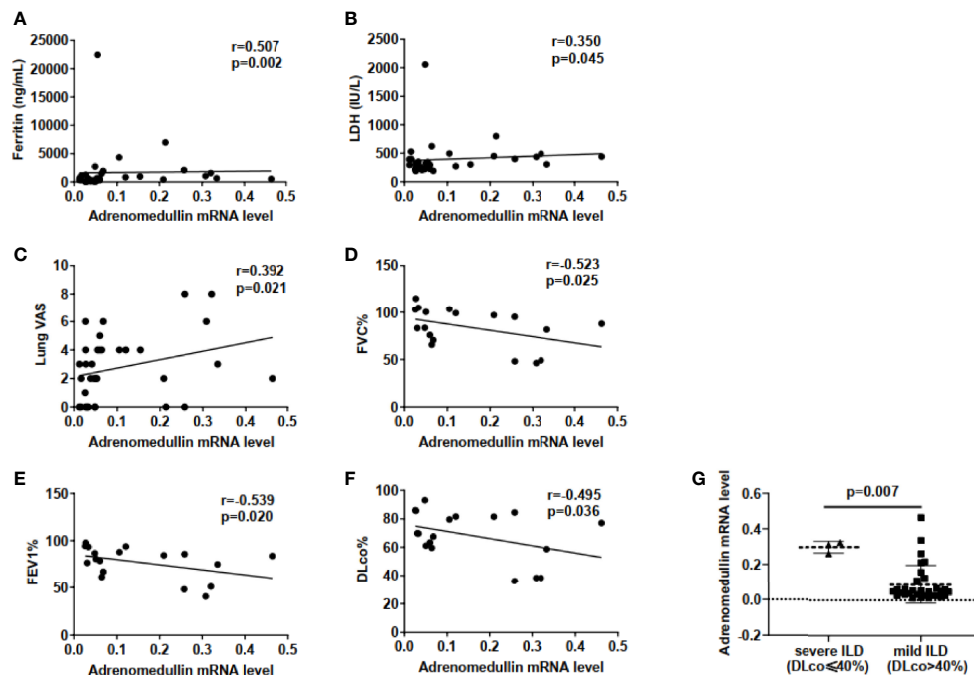 A
Ferritin (ng/mL)
25000
20000
15000
10000
5000
0
r=0.507
p=0.002
0.0 0.1 0.2 0.3 0.4 0.5
Adrenomedullin mRNA level
B
LDH (IU/L)
2500
2000
1500
1000
500
0
r=0.350
p=0.045
0.0 0.1 0.2 0.3 0.4 0.5
Adrenomedullin mRNA level
C
Lung VAS
10
8
6
4
2
0
r=0.392
p=0.021
0.0 0.1 0.2 0.3 0.4 0.5
Adrenomedullin mRNA level
D
FVC%
150
100
50
0
r=-0.523
p=0.025
0.0 0.1 0.2 0.3 0.4 0.5
Adrenomedullin mRNA level
E
FEV1%
150
100
50
0
r=-0.539
p=0.020
0.0 0.1 0.2 0.3 0.4 0.5
Adrenomedullin mRNA level
F
DLco%
100
80
60
40
20
0
r=-0.495
p=0.036
0.0 0.1 0.2 0.3 0.4 0.5
Adrenomedullin mRNA level
G
Adrenomedullin mRNA level
0.6
0.4
0.2
0.0
-0.2
p=0.007
severe ILD
(DLco⩽40%)
mild ILD
(DLco>40%)